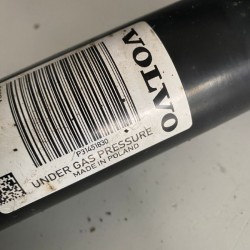 VOLVO
P31451830
UNDER GAS PRESSURE
MADE IN POLAND